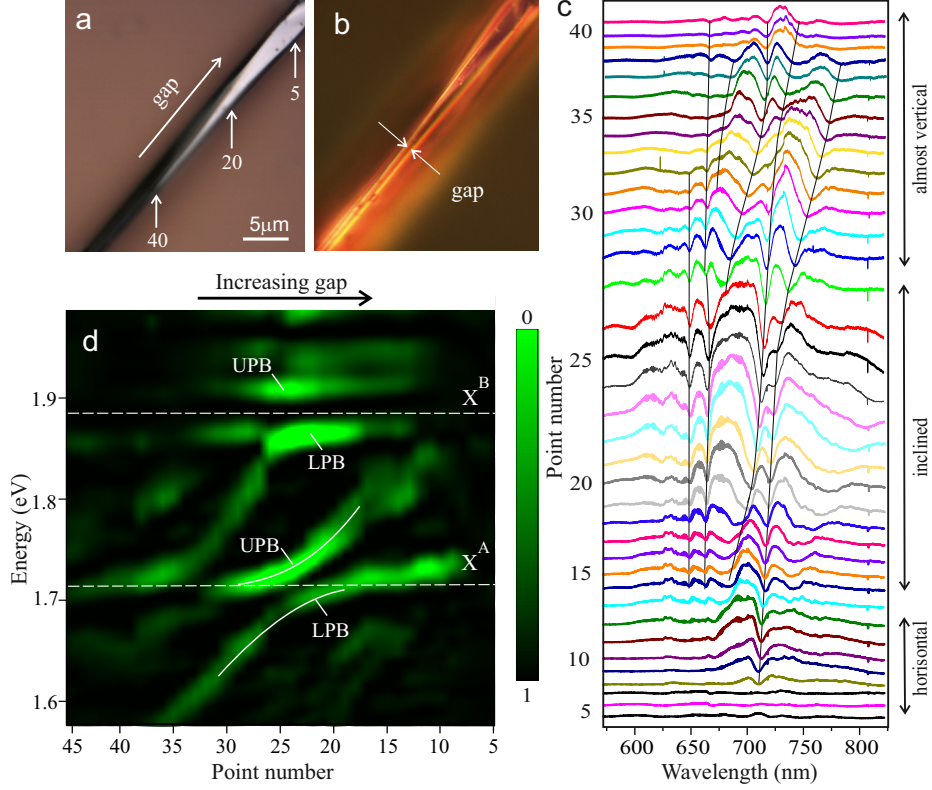 a
gap
5
20
40
5µm
b
gap
c
40
35
30
25
20
15
10
5
Point number
600
650
700
750
800
Wavelength (nm)
almost vertical
inclined
horisontal
Increasing gap
d
UPB
X^B
LPB
UPB
X^A
LPB
1.9
1.8
1.7
1.6
Energy (eV)
45
40
35
30
25
20
15
10
5
Point number
0
1